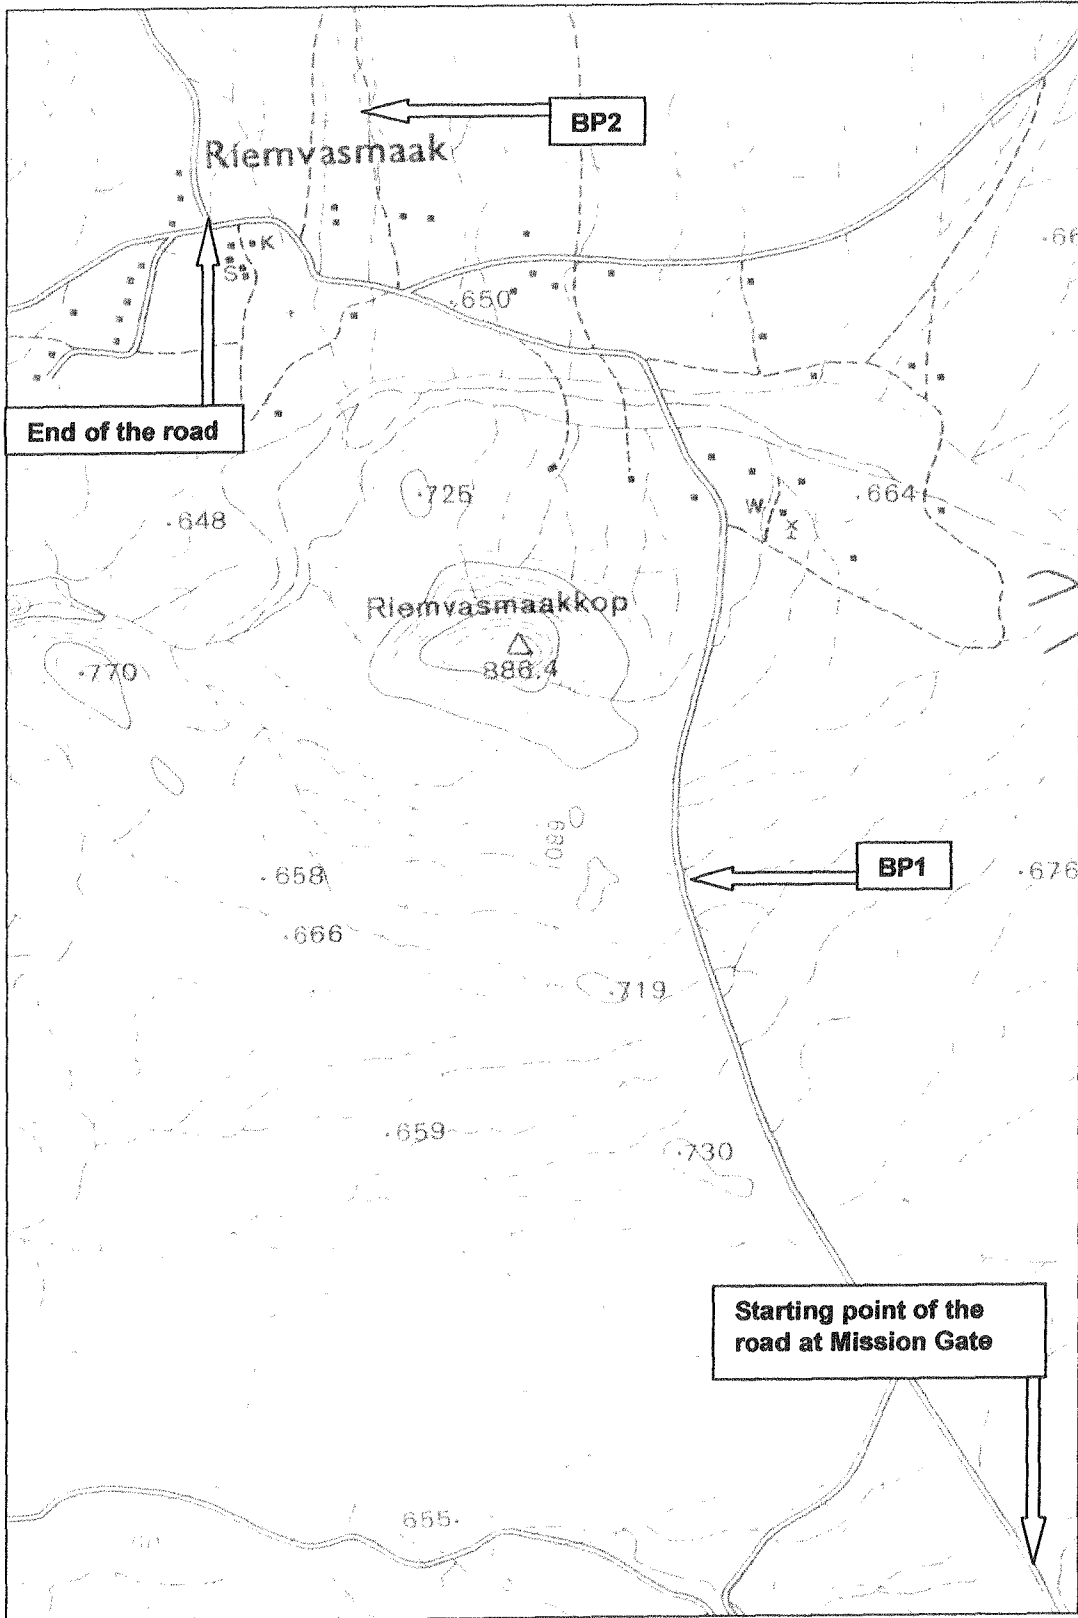 BP2
Riemvasmaak
K
S
.66
.650
End of the road
.725
.664
W
.648
Riemvasmaakkop
886.4
.770
1089
BP1
.658
.676
.666
.719
.659
.730
Starting point of the
road at Mission Gate
655.